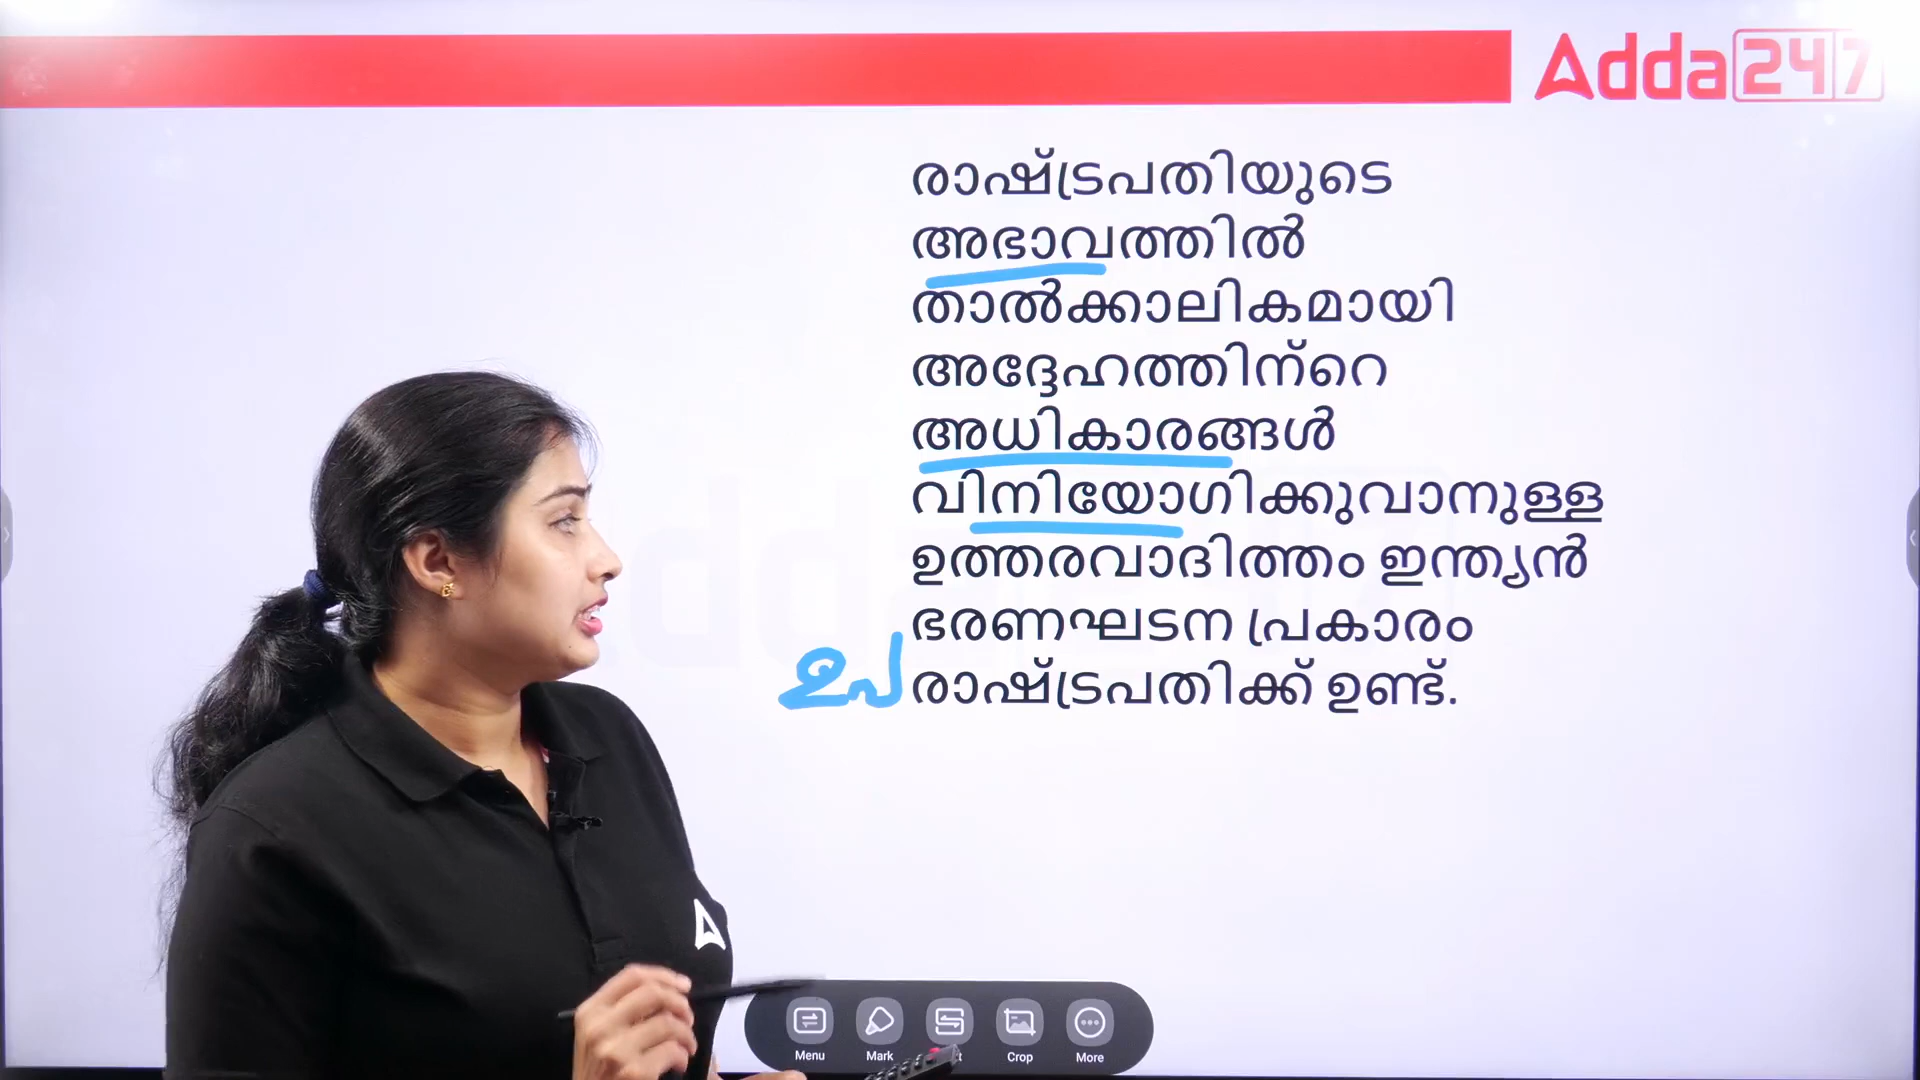 Adda247
രാഷ്ട്രപതിയുടെ
അഭാവത്തിൽ
താൽക്കാലികമായി
അദ്ദേഹത്തിന്റെ
അധികാരങ്ങൾ
വിനിയോഗിക്കുവാനുള്ള
ഉത്തരവാദിത്തം ഇന്ത്യൻ
ഭരണഘടന പ്രകാരം
ഉപ രാഷ്ട്രപതിക്ക് ഉണ്ട്.
Menu Mark Crop More